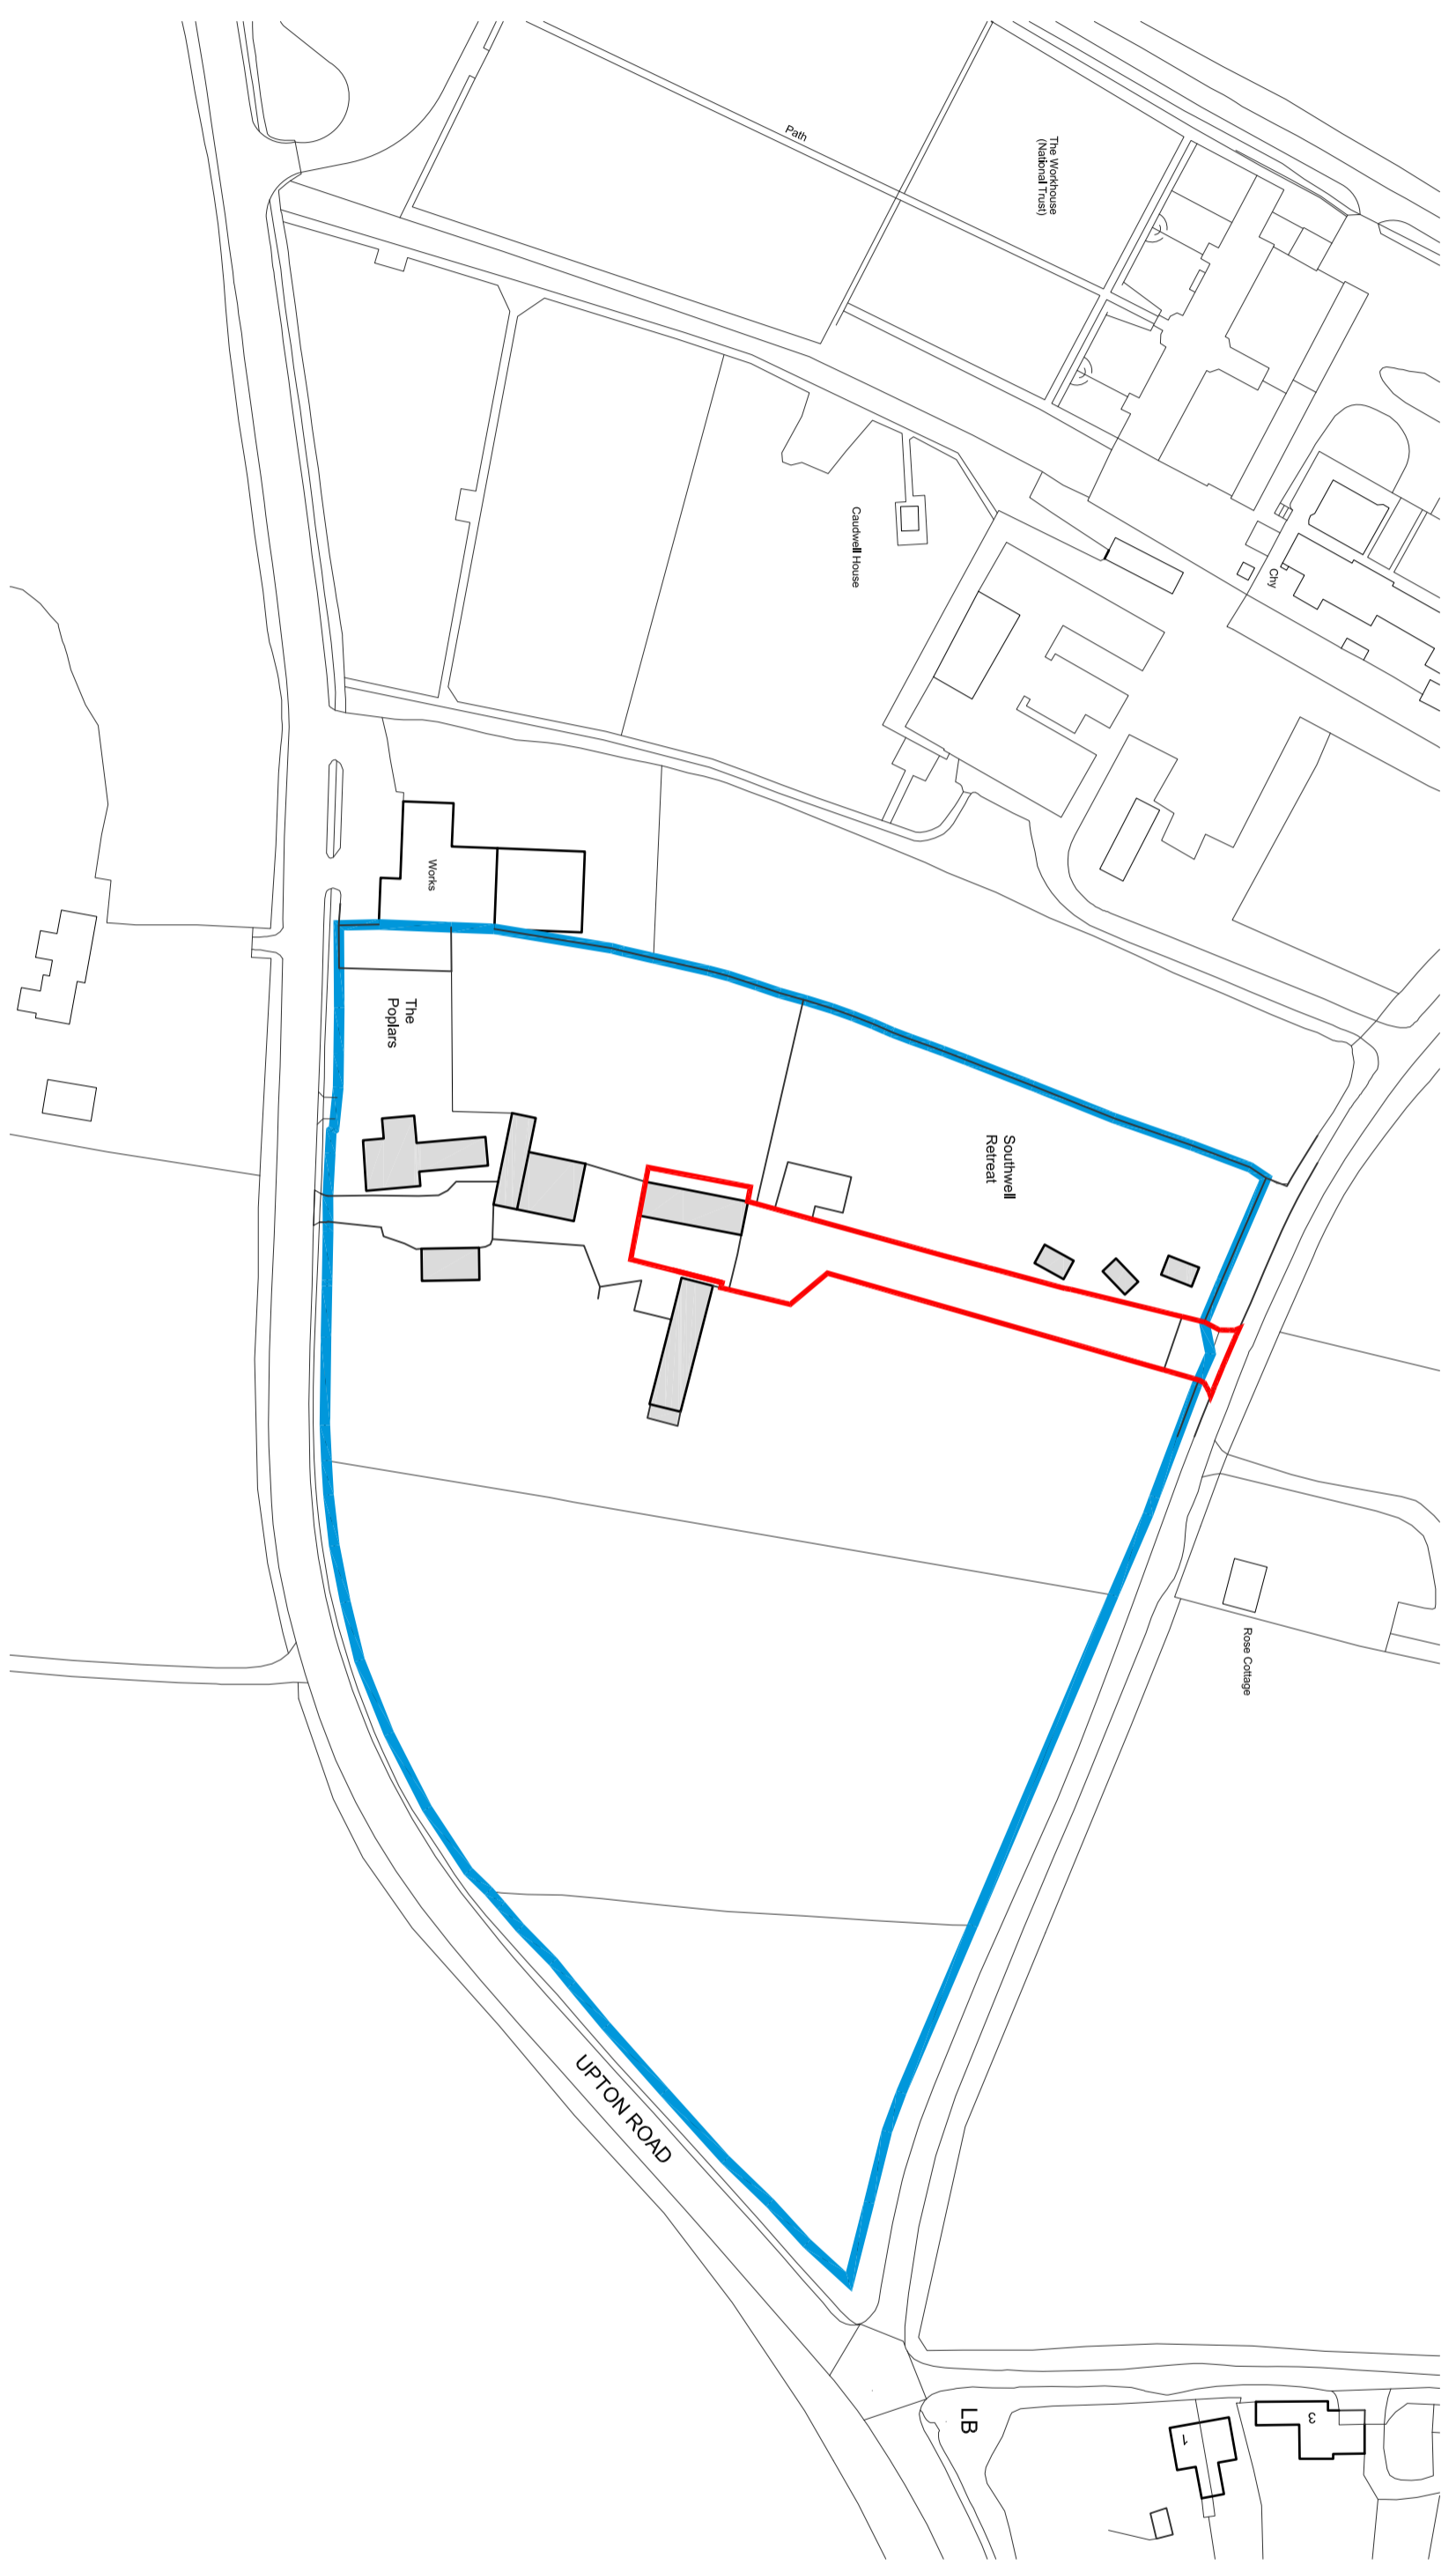 Path
The Workhouse
(National Trust)
Caudwell House
Chy
Works
The
Poplars
Southwell
Retreat
Rose Cottage
UPTON ROAD
LB
3
1